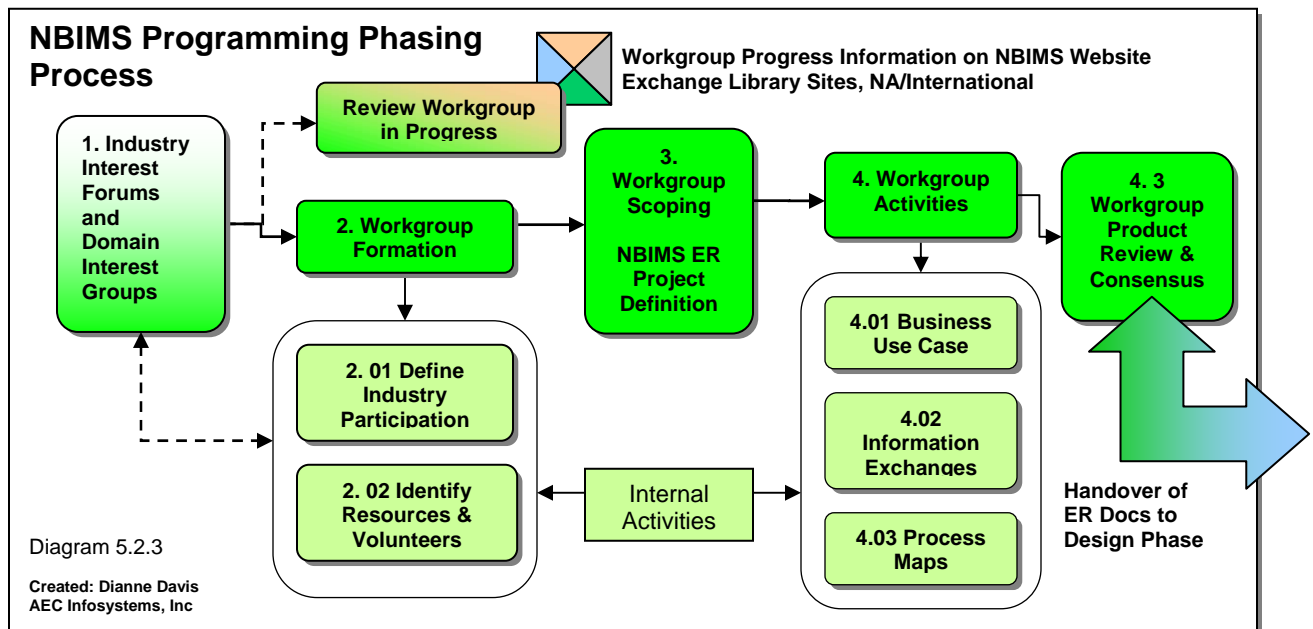 NBIMS Programming Phasing
Process
Workgroup Progress Information on NBIMS Website
Exchange Library Sites, NA/International
Review Workgroup
in Progress
1. Industry
Interest
Forums
and
Domain
Interest
Groups
2. Workgroup
Formation
3.
Workgroup
Scoping
NBIMS ER
Project
Definition
4. Workgroup
Activities
4. 3
Workgroup
Product
Review &
Consensus
2. 01 Define
Industry
Participation
2. 02 Identify
Resources &
Volunteers
Internal
Activities
4.01 Business
Use Case
4.02
Information
Exchanges
4.03 Process
Maps
Handover of
ER Docs to
Design Phase
Diagram 5.2.3
Created: Dianne Davis
AEC Infosystems, Inc